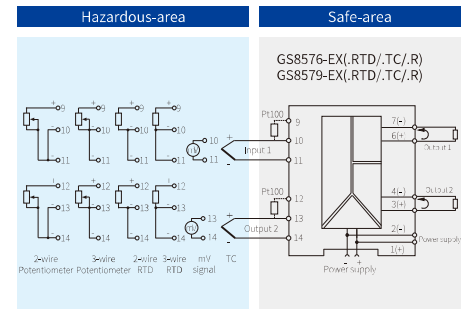 Hazardous-area
Safe-area
GS8576-EX(.RTD/.TC/.R)
GS8579-EX(.RTD/.TC/.R)
+ + + +
9 9 9 9
- - 10 10 10 10
- - 11 11 11 11
mV
10
11
+
-
Input 1
Pt100
9
10
11
7(-)
6(+)
Output 1
+ + + +
12 12 12 12
- - 13 13 13 13
- - 14 14 14 14
mV
13
14
+
-
Output 2
Pt100
12
13
14
4(-)
3(+)
Output 2
2(-)
1(+)
Power supply
- +
Power supply
2-wire Potentiometer
3-wire Potentiometer
2-wire RTD
3-wire RTD
mV signal
TC